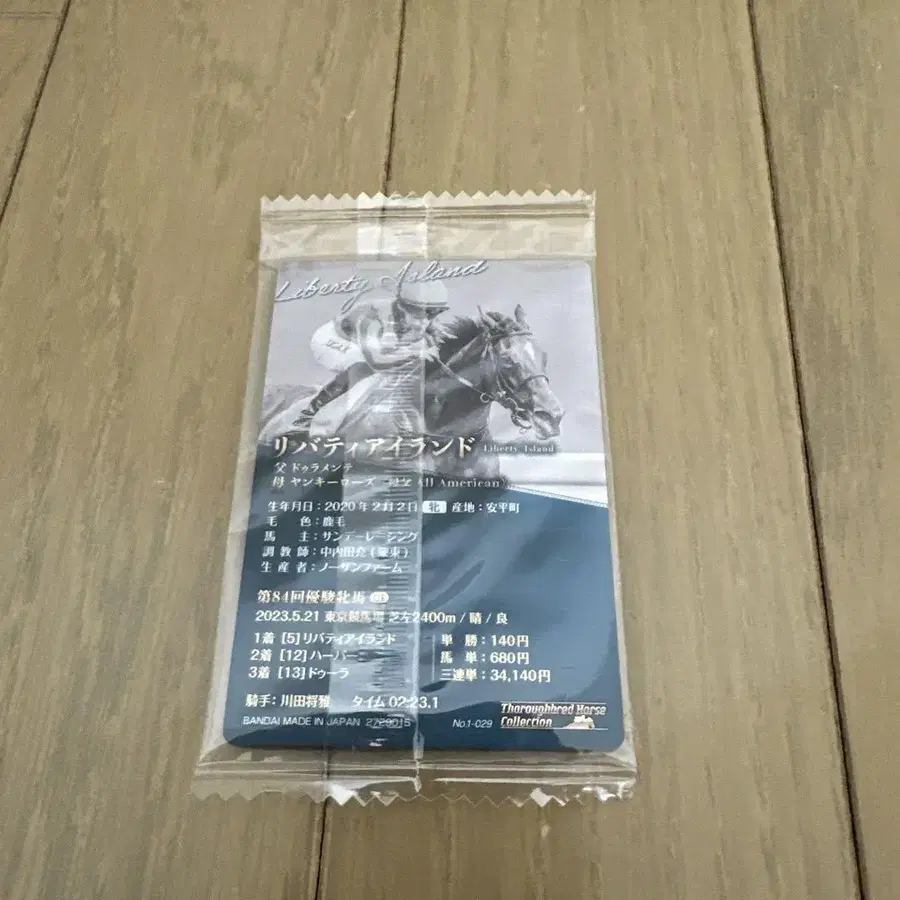 Liberty Island
リバティアイランド Liberty Island
父 ドゥラメンテ
母 ヤンキーローズ (母父 All American)
生年月日:2020年2月2日 牝 産地:安平町
毛 色:鹿毛
馬 主:サンデーレーシング
調教師:中内田充(栗東)
生産者:ノーザンファーム
第84回優駿牝馬 GI
2023.5.21 東京競馬場 芝左2400m/晴/良
1着 [5] リバティアイランド 単 勝:140円
2着 [12] ハーパー 馬 単:680円
3着 [13] ドゥーラ 三連単:34,140円
騎手:川田将雅 タイム 02:23.1
BANDAI MADE IN JAPAN 2729015 No.1-029
Thoroughbred Horse
Collection